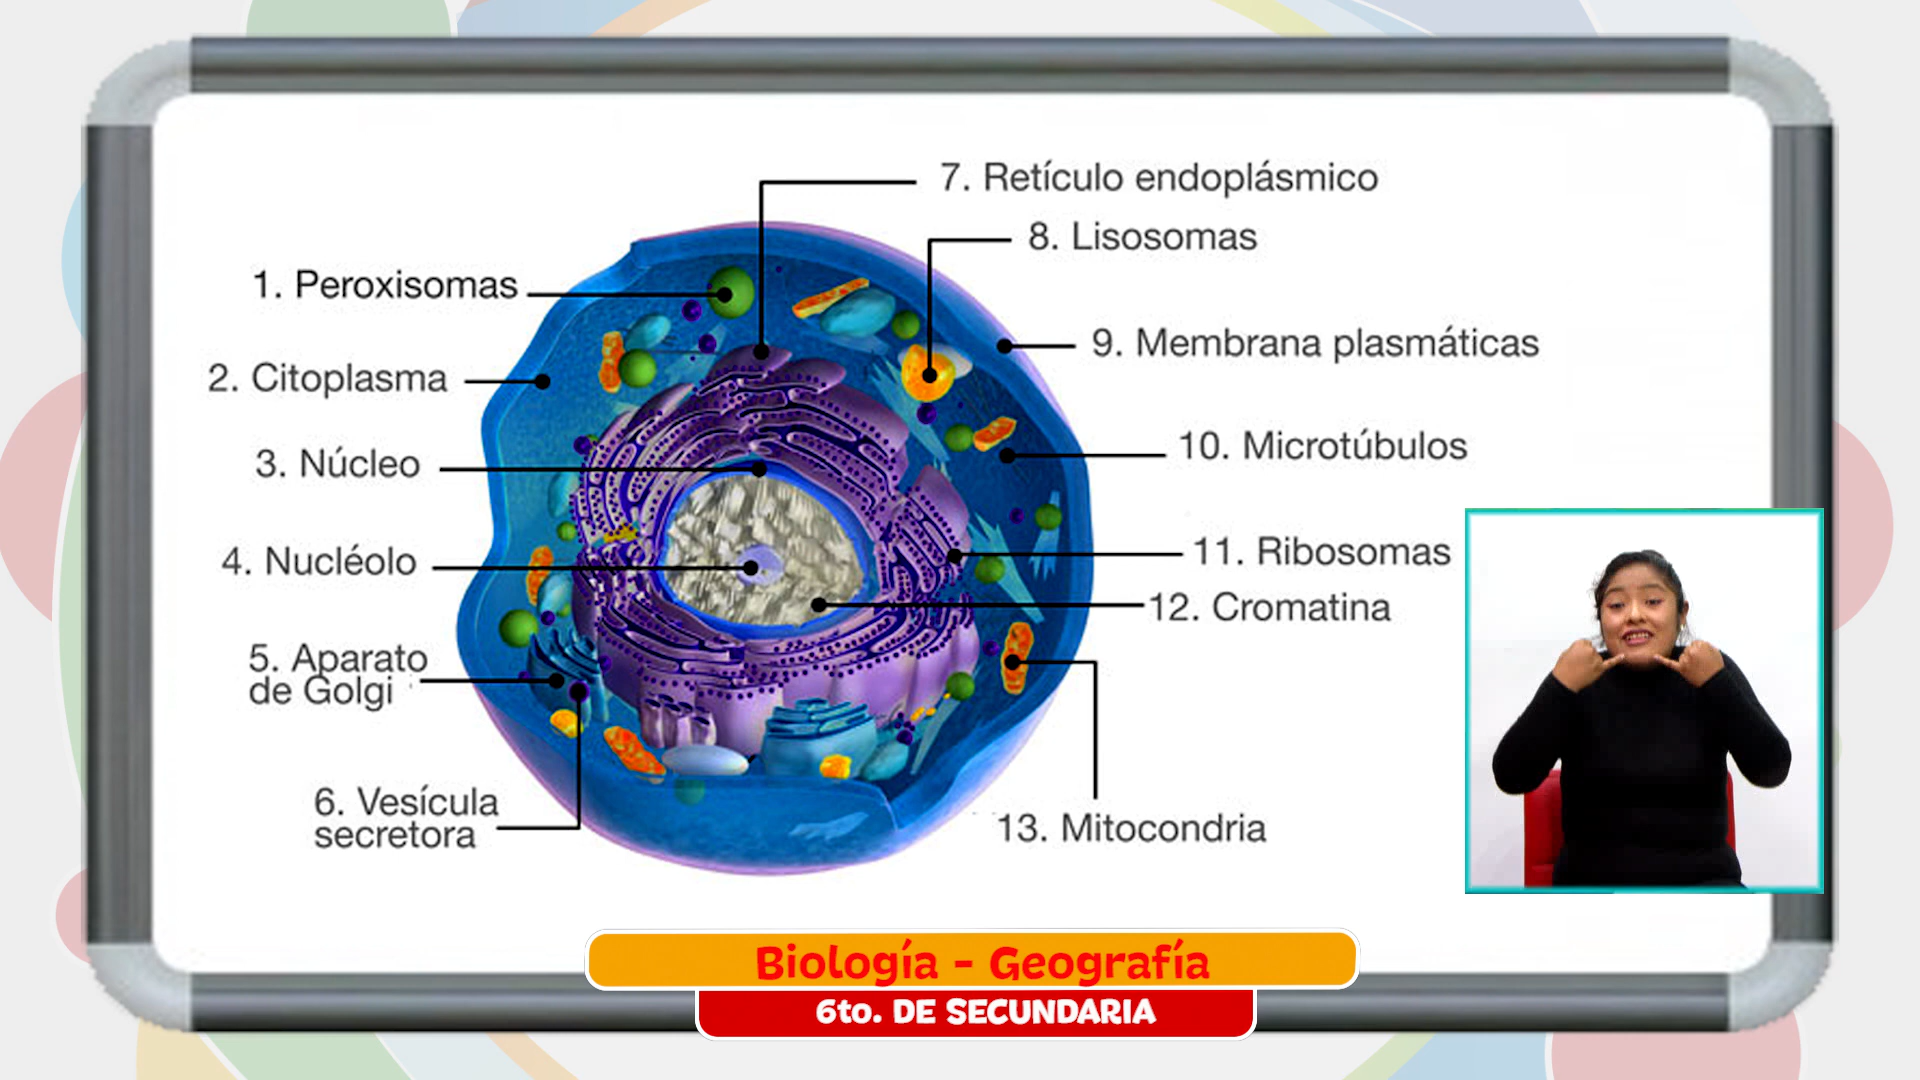 7. Retículo endoplásmico
8. Lisosomas
1. Peroxisomas
9. Membrana plasmáticas
2. Citoplasma
10. Microtúbulos
3. Núcleo
11. Ribosomas
4. Nucléolo
12. Cromatina
5. Aparato
de Golgi
6. Vesícula
secretora
13. Mitocondria
Biología - Geografía
6to. DE SECUNDARIA